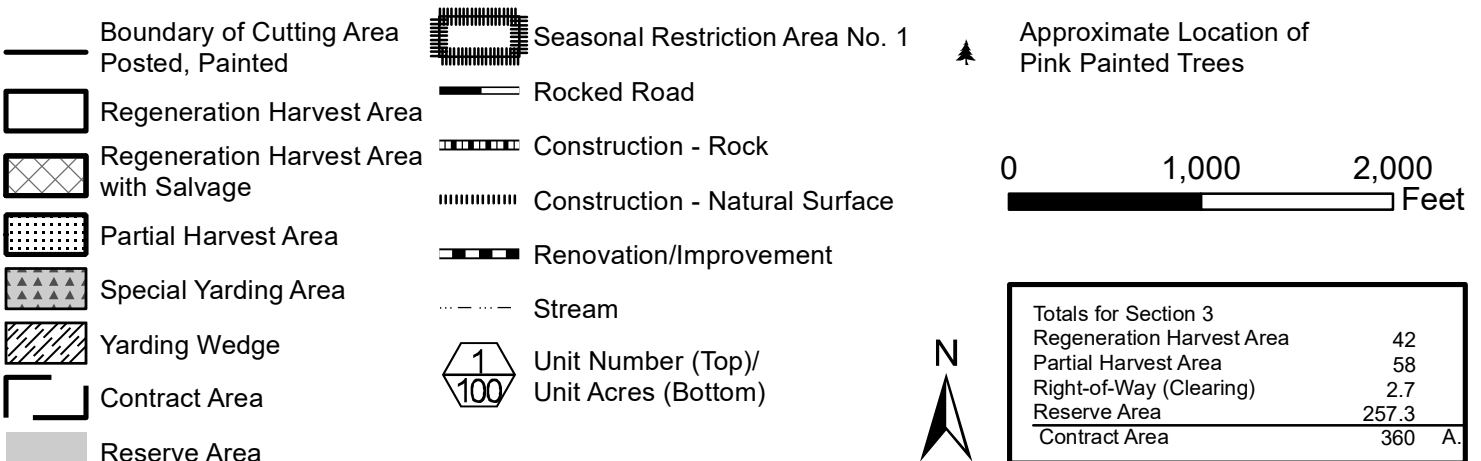 Boundary of Cutting Area
Posted, Painted
Regeneration Harvest Area
Regeneration Harvest Area
with Salvage
Partial Harvest Area
Special Yarding Area
Yarding Wedge
Contract Area
Reserve Area
Seasonal Restriction Area No. 1
Rocked Road
Construction - Rock
Construction - Natural Surface
Renovation/Improvement
Stream
1
100
Unit Number (Top)/
Unit Acres (Bottom)
Approximate Location of
Pink Painted Trees
0 1,000 2,000
Feet
N
Totals for Section 3
Regeneration Harvest Area 42
Partial Harvest Area 58
Right-of-Way (Clearing) 2.7
Reserve Area 257.3
Contract Area 360 A.